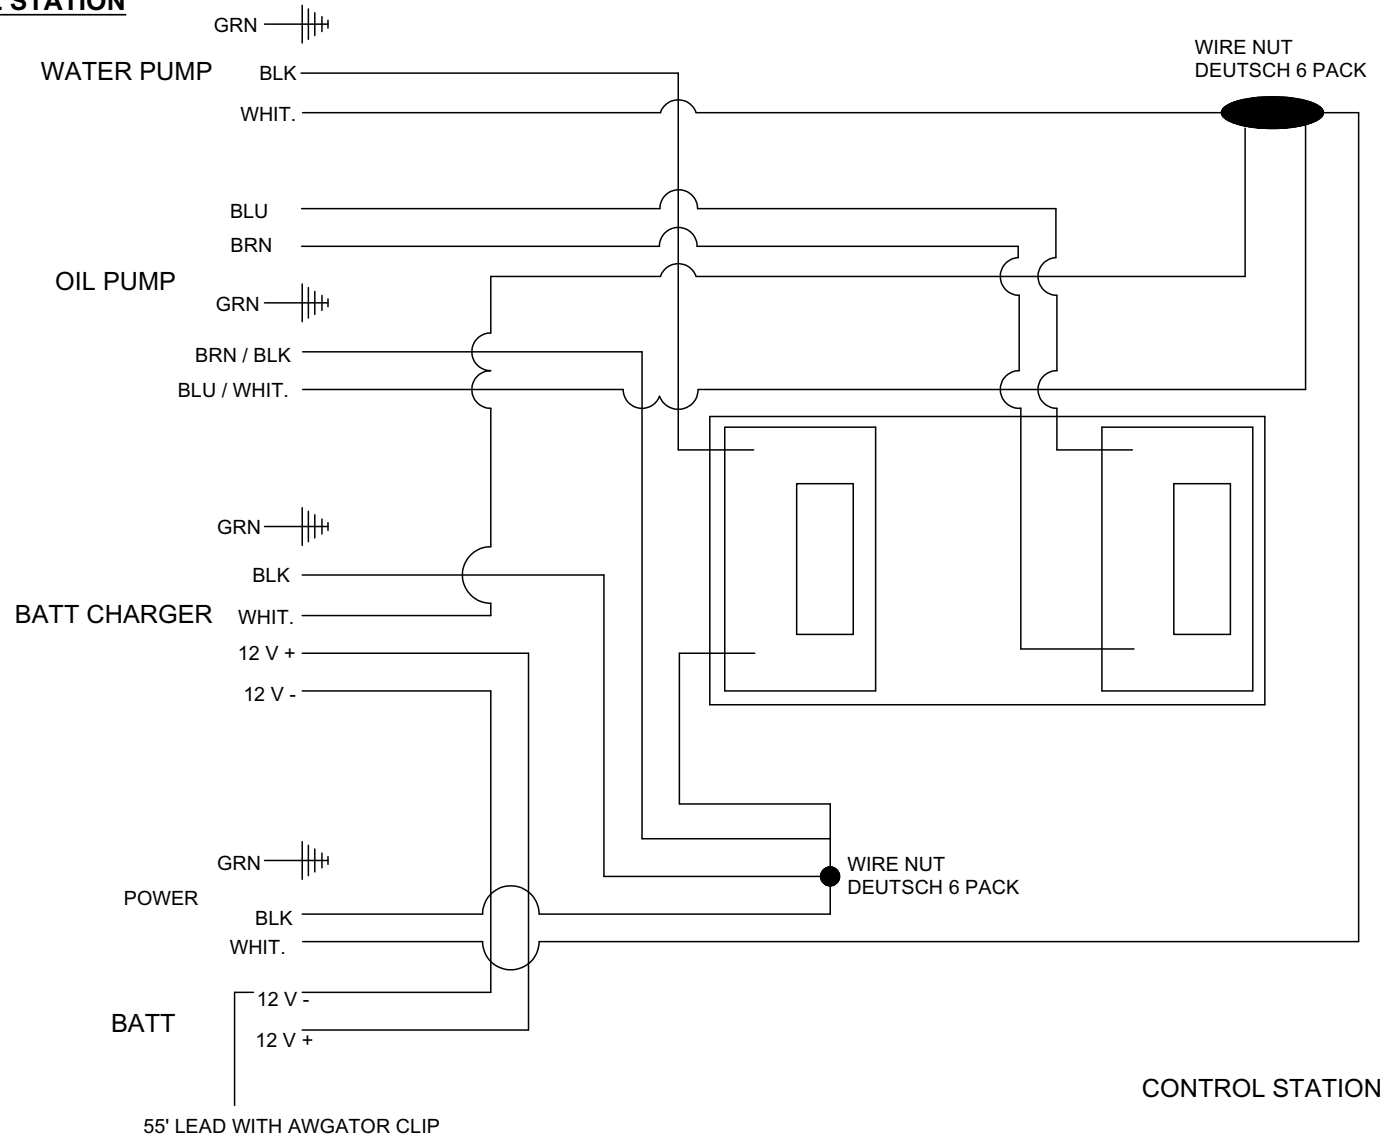 STATION
GRN
WATER PUMP
BLK
WHIT.
WIRE NUT
DEUTSCH 6 PACK
BLU
BRN
OIL PUMP
GRN
BRN / BLK
BLU / WHIT.
GRN
BLK
BATT CHARGER
WHIT.
12 V +
12 V -
GRN
POWER
BLK
WHIT.
WIRE NUT
DEUTSCH 6 PACK
12 V -
BATT
12 V +
CONTROL STATION
55' LEAD WITH AWGATOR CLIP